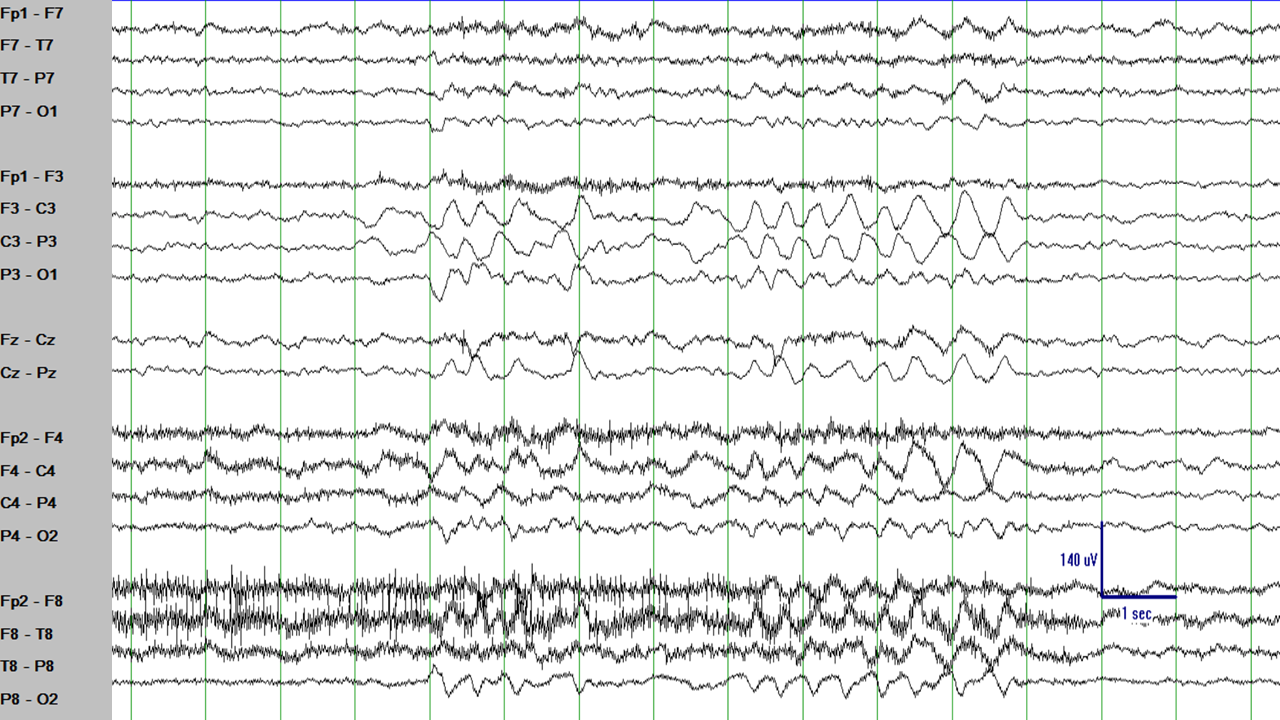 Fp1 - F7
F7 - T7
T7 - P7
P7 - O1
Fp1 - F3
F3 - C3
C3 - P3
P3 - O1
Fz - Cz
Cz - Pz
Fp2 - F4
F4 - C4
C4 - P4
P4 - O2
140 uV
Fp2 - F8
1 sec
F8 - T8
T8 - P8
P8 - O2